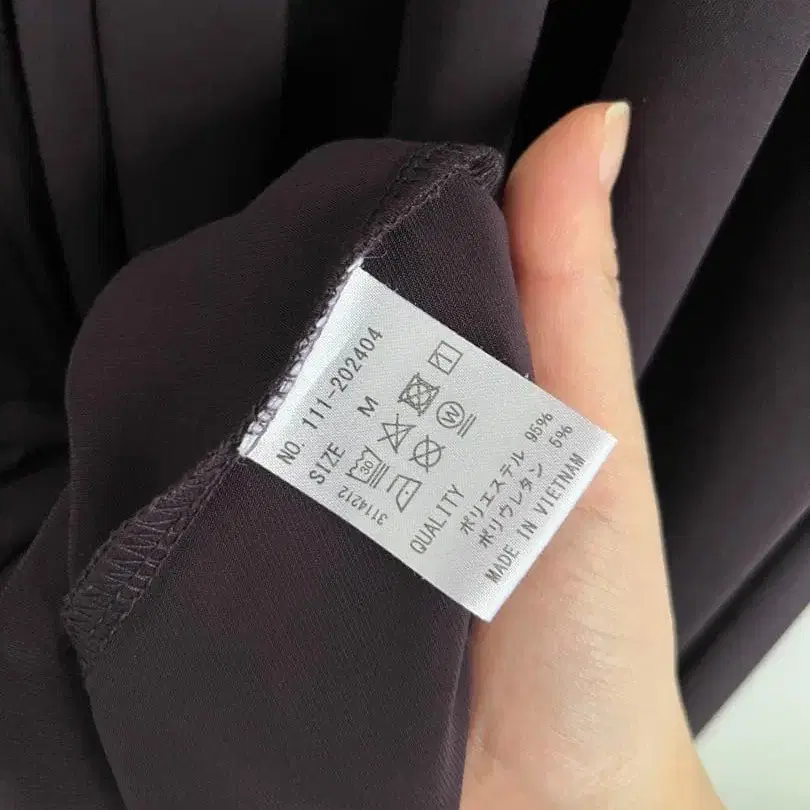 NO. 111-202404
SIZE M
30
W
3114212
QUALITY
ポリエステル 95%
ポリウレタン 5%
MADE IN VIETNAM